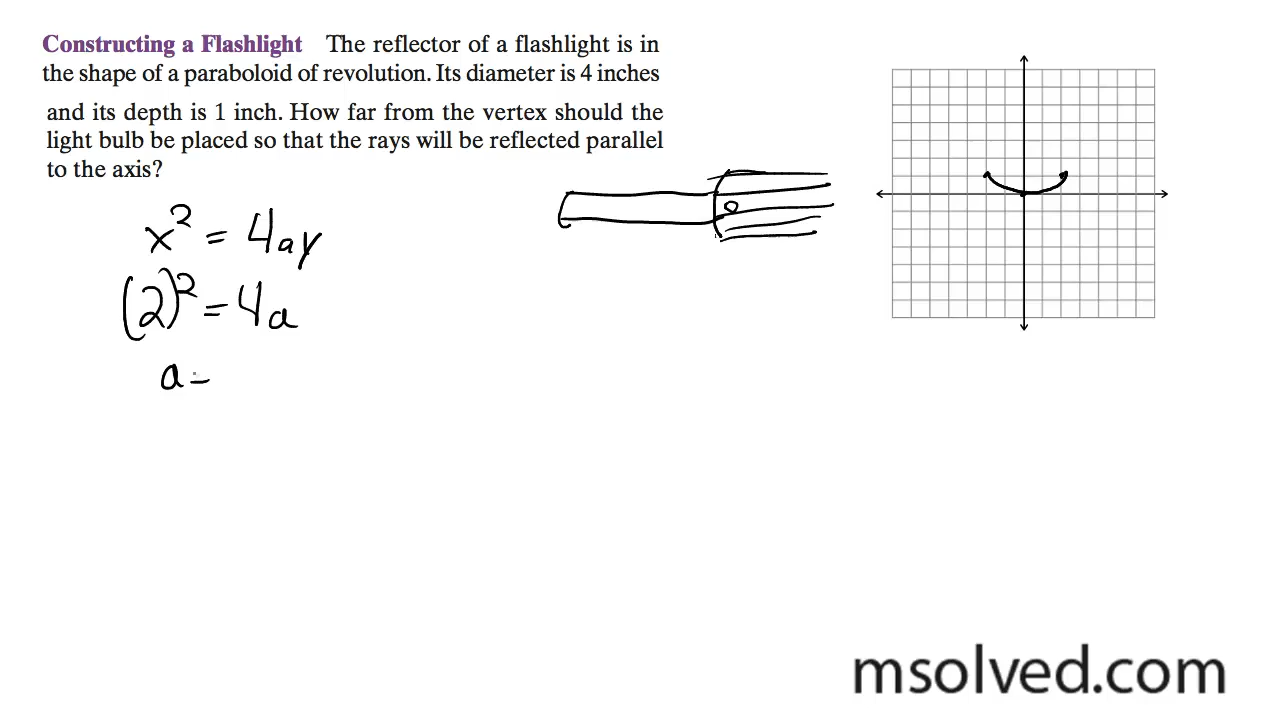 Constructing a Flashlight The reflector of a flashlight is in
the shape of a paraboloid of revolution. Its diameter is 4 inches
and its depth is 1 inch. How far from the vertex should the
light bulb be placed so that the rays will be reflected parallel
to the axis?
x² = 4ay
(2)² = 4a
a =
msolved.com